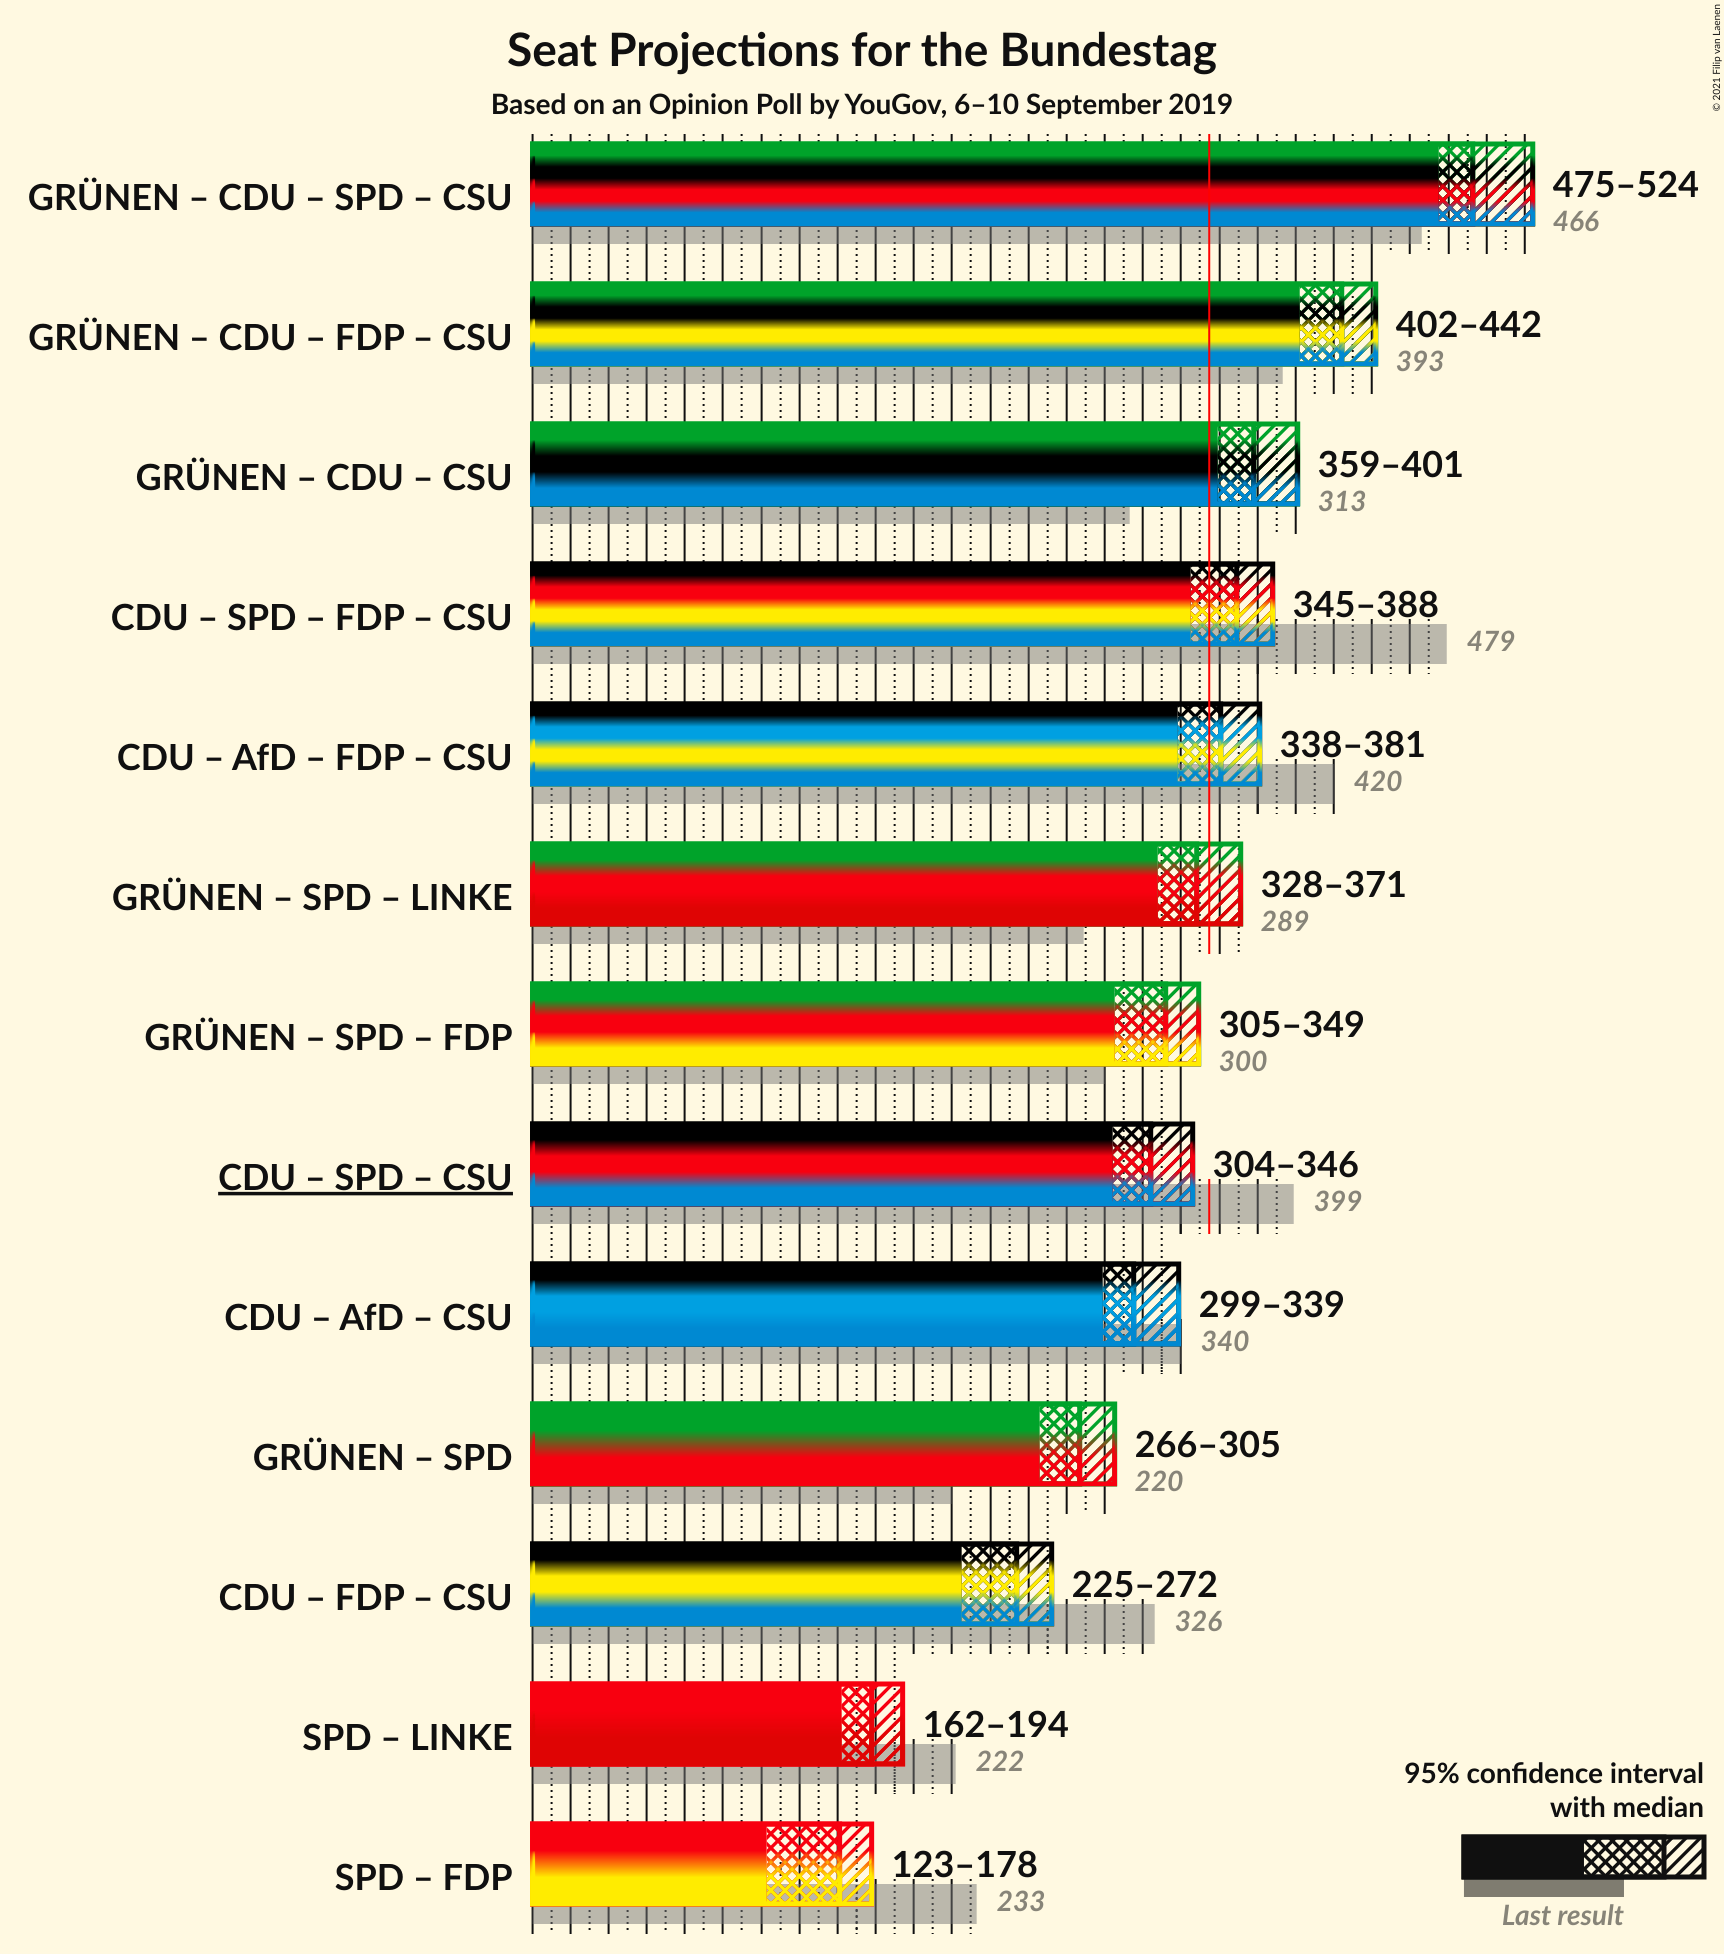 Seat Projections for the Bundestag
Based on an Opinion Poll by YouGov, 6–10 September 2019
© 2021 Filip van Laenen
GRÜNEN – CDU – SPD – CSU
475–524
466
GRÜNEN – CDU – FDP – CSU
402–442
393
GRÜNEN – CDU – CSU
359–401
313
CDU – SPD – FDP – CSU
345–388
479
CDU – AfD – FDP – CSU
338–381
420
GRÜNEN – SPD – LINKE
328–371
289
GRÜNEN – SPD – FDP
305–349
300
CDU – SPD – CSU
304–346
399
CDU – AfD – CSU
299–339
340
GRÜNEN – SPD
266–305
220
CDU – FDP – CSU
225–272
326
SPD – LINKE
162–194
222
SPD – FDP
123–178
233
95% confidence interval
with median
Last result